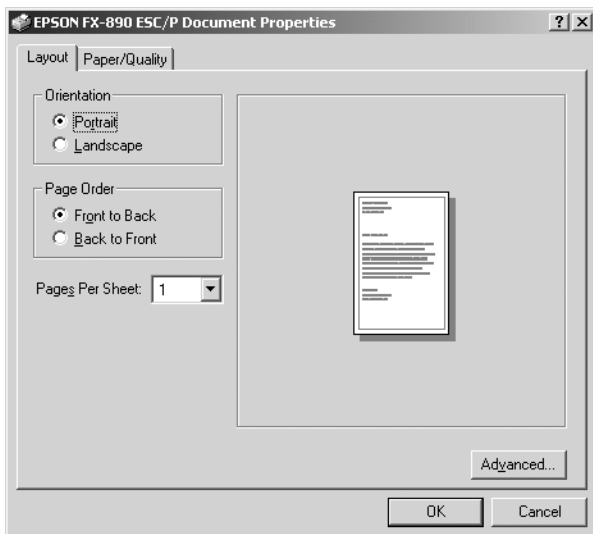 EPSON FX-890 ESC/P Document Properties
Layout
Paper/Quality
Orientation
Portrait
Landscape
Page Order
Front to Back
Back to Front
Pages Per Sheet: 1
Advanced...
OK
Cancel